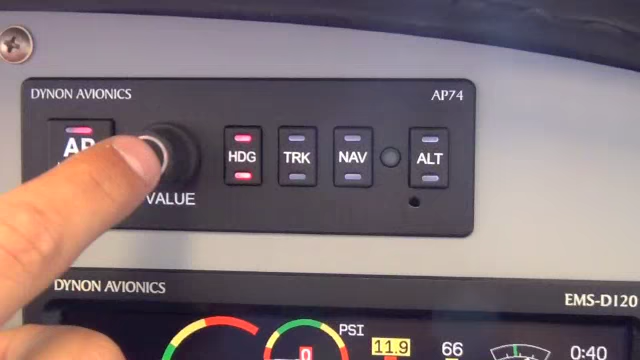 DYNON AVIONICS AP74
AP
HDG TRK NAV ALT
VALUE
DYNON AVIONICS EMS-D120
PSI 11.9 66 0:40
0